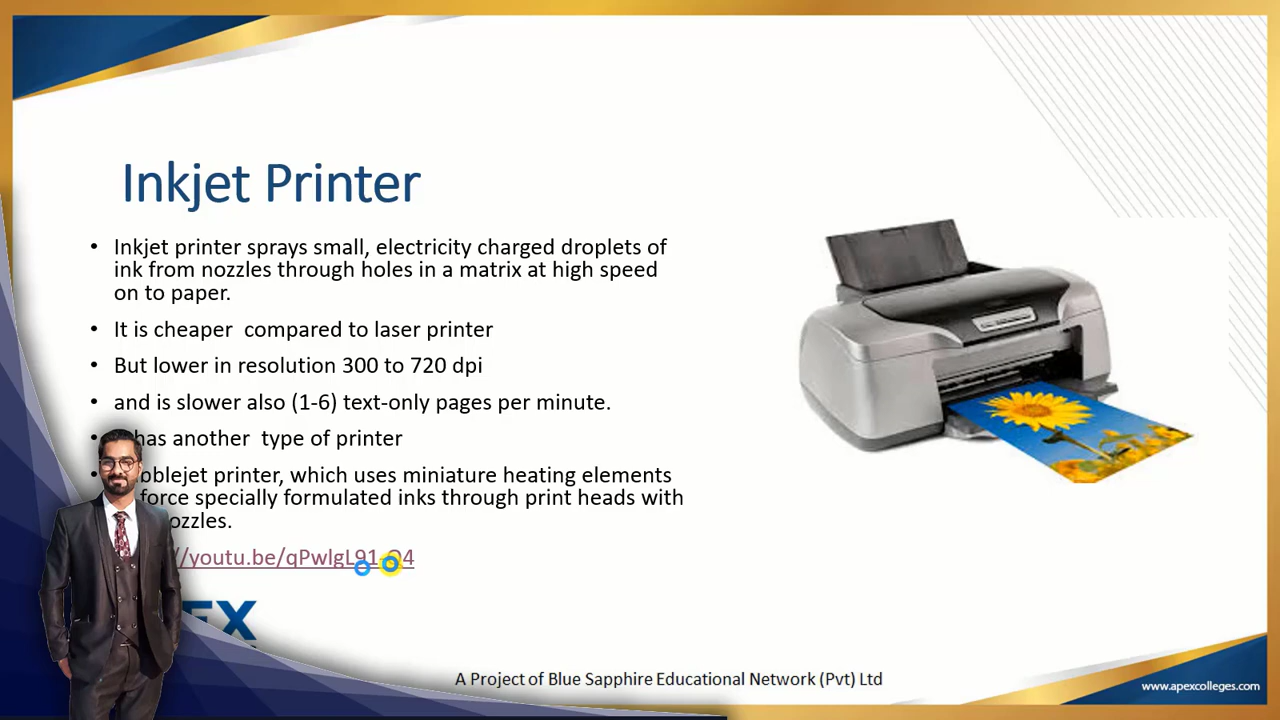 Inkjet Printer
• Inkjet printer sprays small, electricity charged droplets of
ink from nozzles through holes in a matrix at high speed
on to paper.
• It is cheaper compared to laser printer
• But lower in resolution 300 to 720 dpi
• and is slower also (1-6) text-only pages per minute.
• has another type of printer
• bblejet printer, which uses miniature heating elements
force specially formulated inks through print heads with
ozzles.
//youtu.be/
EX
A Project of Blue Sapphire Educational Network (Pvt) Ltd
www.apexcolleges.com